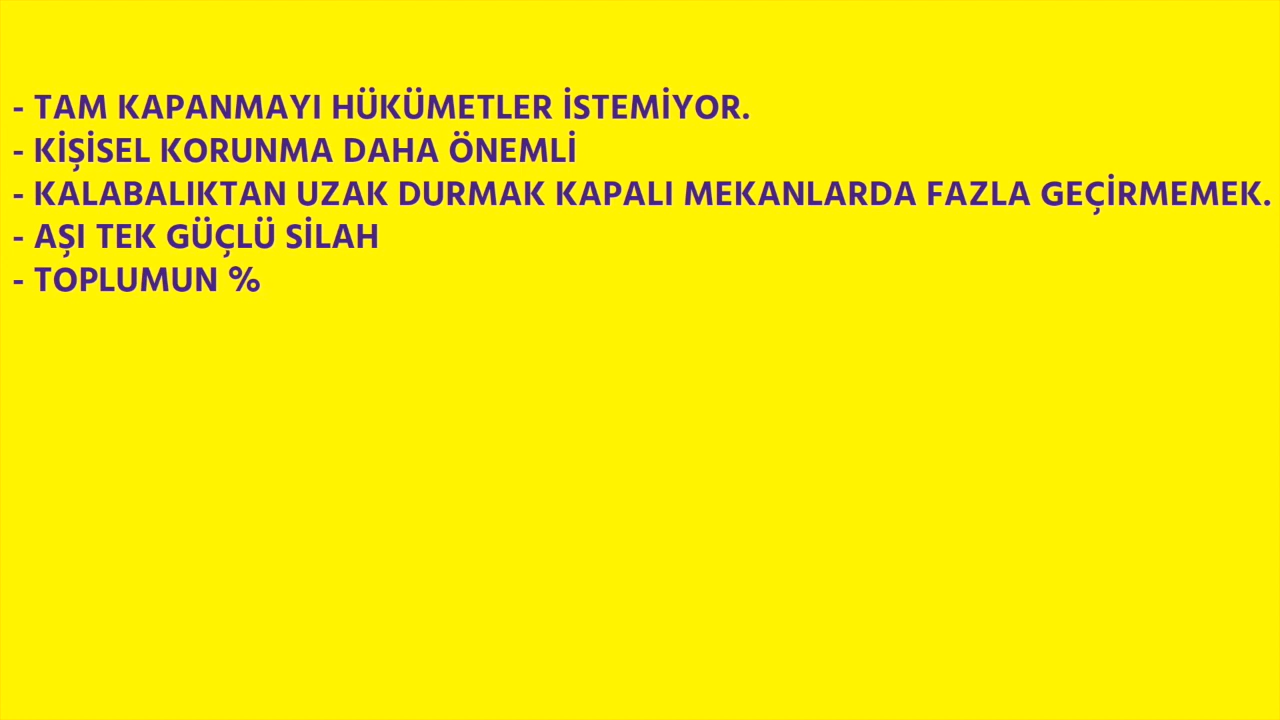 - TAM KAPANMAYI HÜKÜMETLER İSTEMİYOR.
- KİŞİSEL KORUNMA DAHA ÖNEMLİ
- KALABALIKTAN UZAK DURMAK KAPALI MEKANLARDA FAZLA GEÇİRMEMEK.
- AŞI TEK GÜÇLÜ SİLAH
- TOPLUMUN %